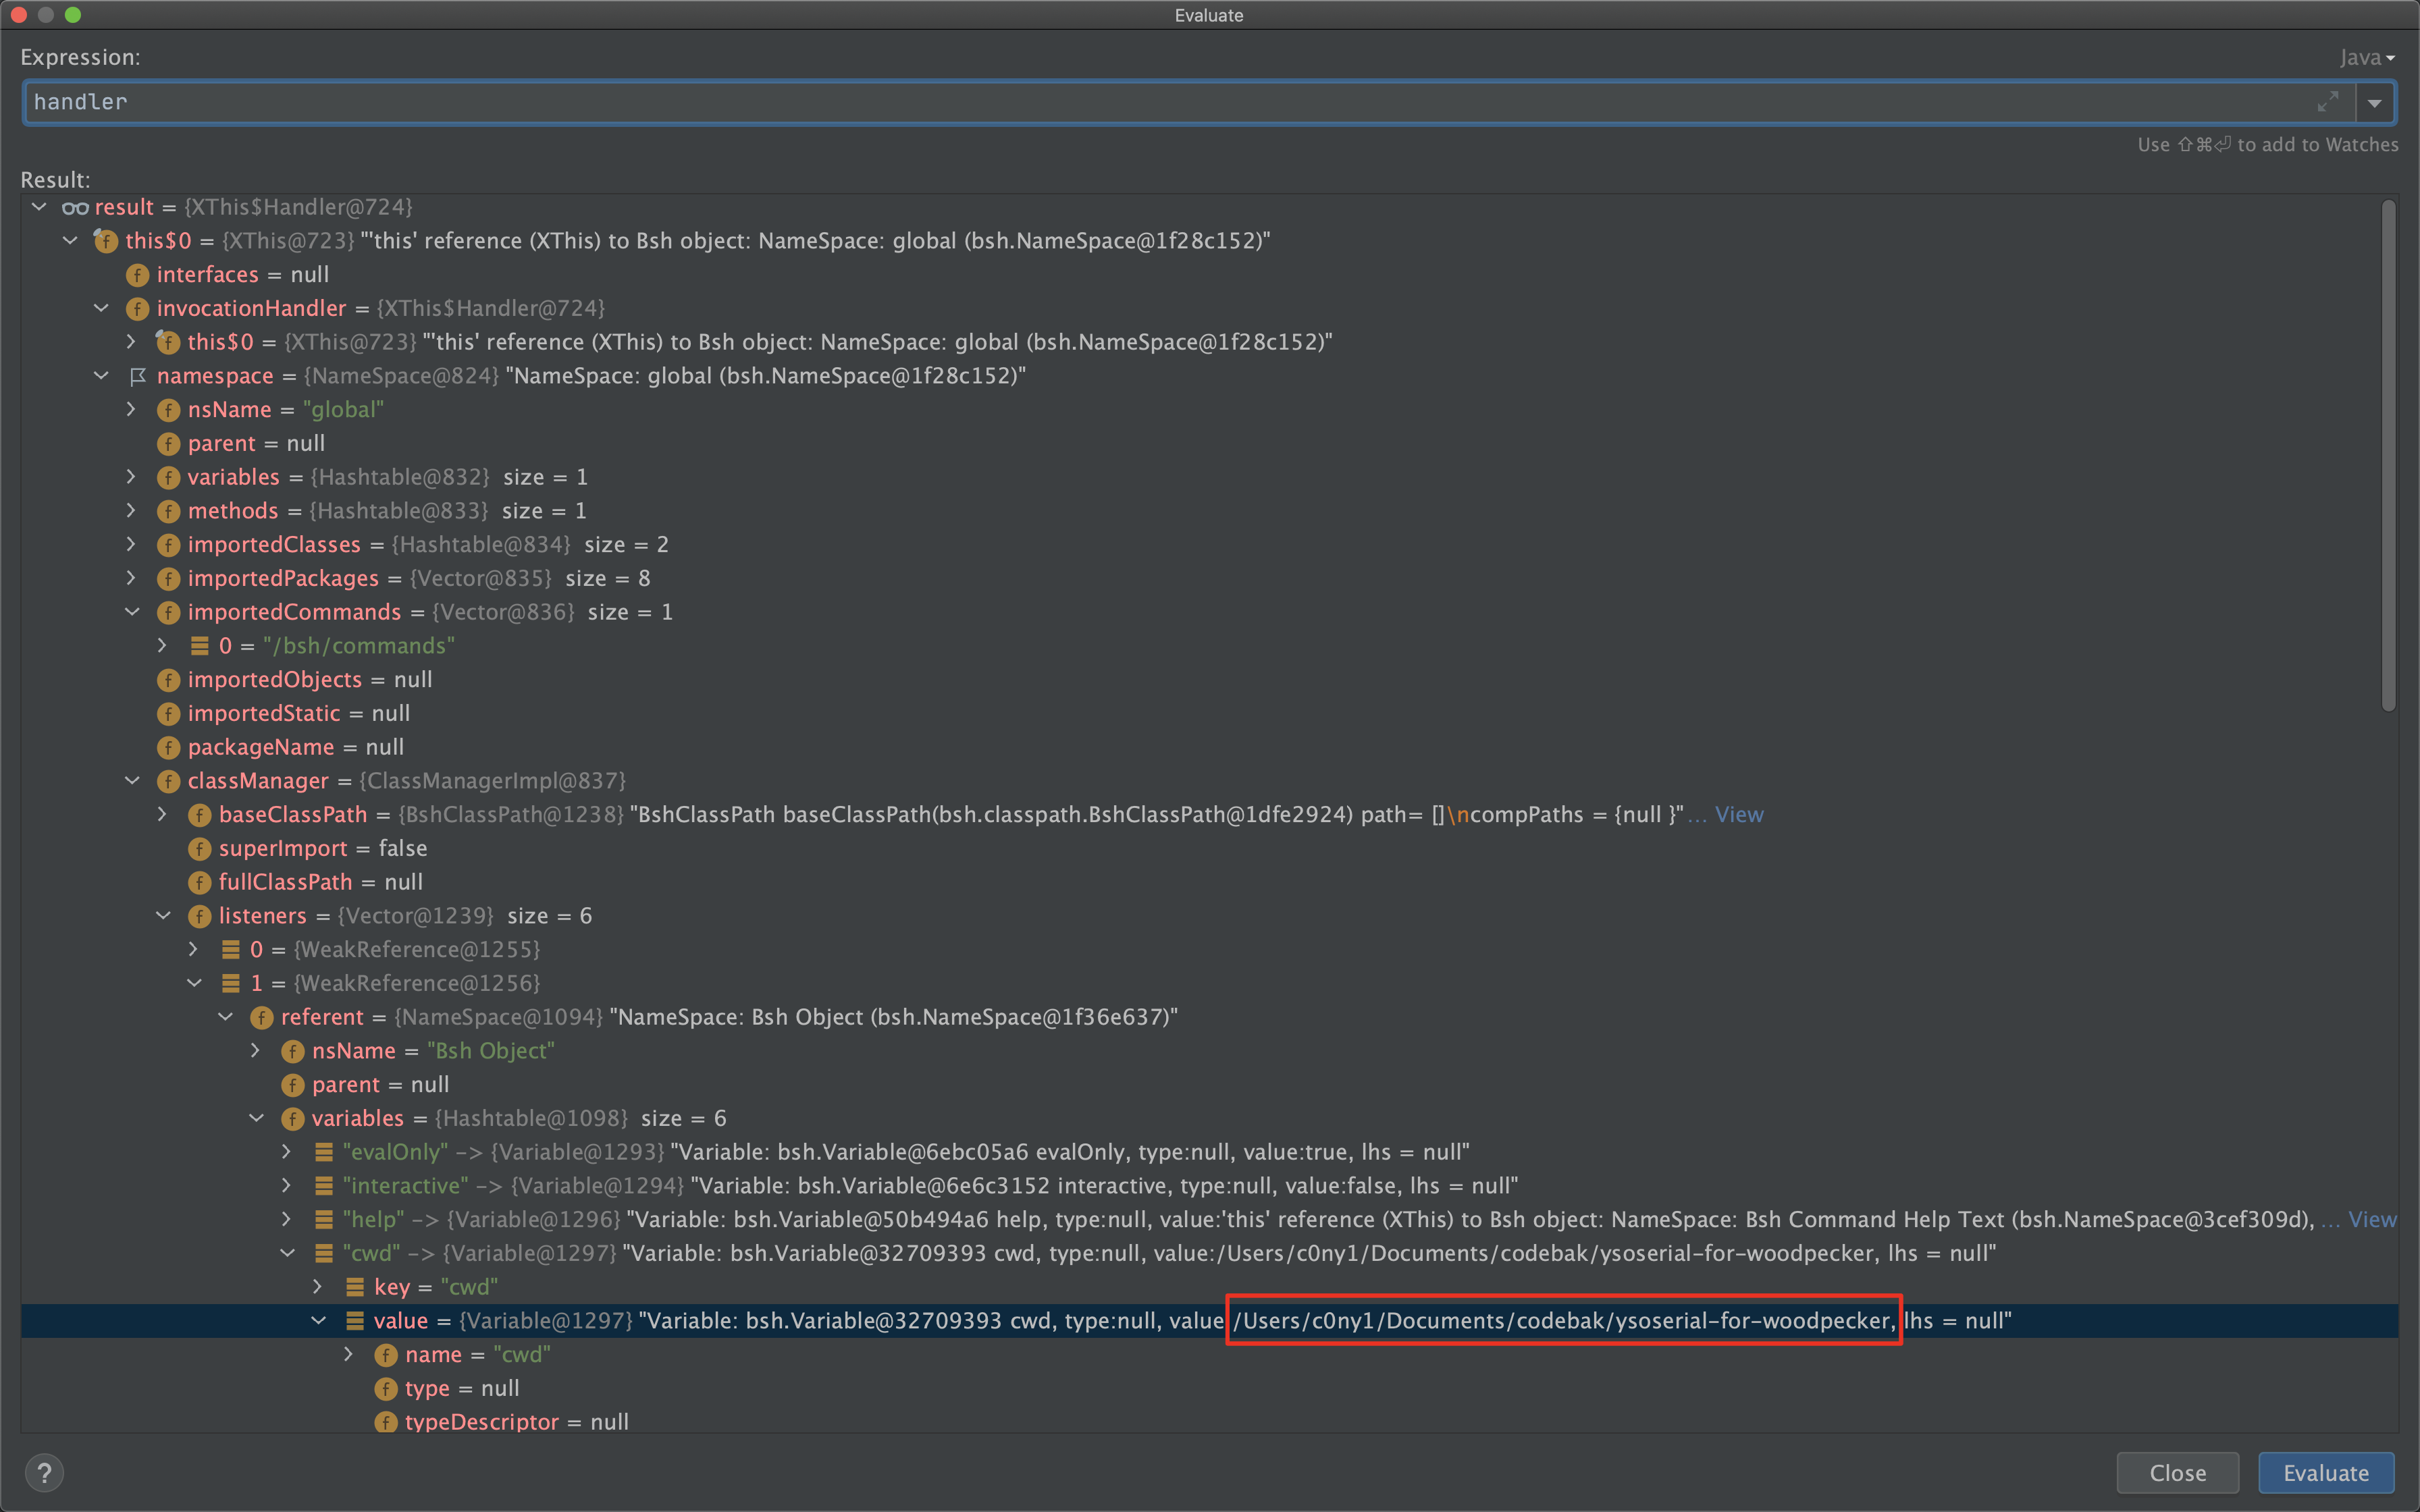 Evaluate
Expression:
Java
handler
Use ⇧⌘⏎ to add to Watches
Result:
result = {XThis$Handler@724}
this$0 = {XThis@723} "'this' reference (XThis) to Bsh object: NameSpace: global (bsh.NameSpace@1f28c152)"
interfaces = null
invocationHandler = {XThis$Handler@724}
this$0 = {XThis@723} "'this' reference (XThis) to Bsh object: NameSpace: global (bsh.NameSpace@1f28c152)"
namespace = {NameSpace@824} "NameSpace: global (bsh.NameSpace@1f28c152)"
nsName = "global"
parent = null
variables = {Hashtable@832} size = 1
methods = {Hashtable@833} size = 1
importedClasses = {Hashtable@834} size = 2
importedPackages = {Vector@835} size = 8
importedCommands = {Vector@836} size = 1
0 = "/bsh/commands"
importedObjects = null
importedStatic = null
packageName = null
classManager = {ClassManagerImpl@837}
baseClassPath = {BshClassPath@1238} "BshClassPath baseClassPath(bsh.classpath.BshClassPath@1dfe2924) path= []\ncompPaths = {null }"... View
superImport = false
fullClassPath = null
listeners = {Vector@1239} size = 6
0 = {WeakReference@1255}
1 = {WeakReference@1256}
referent = {NameSpace@1094} "NameSpace: Bsh Object (bsh.NameSpace@1f36e637)"
nsName = "Bsh Object"
parent = null
variables = {Hashtable@1098} size = 6
"evalOnly" -> {Variable@1293} "Variable: bsh.Variable@6ebc05a6 evalOnly, type:null, value:true, lhs = null"
"interactive" -> {Variable@1294} "Variable: bsh.Variable@6e6c3152 interactive, type:null, value:false, lhs = null"
"help" -> {Variable@1296} "Variable: bsh.Variable@50b494a6 help, type:null, value:'this' reference (XThis) to Bsh object: NameSpace: Bsh Command Help Text (bsh.NameSpace@3cef309d), ... View
"cwd" -> {Variable@1297} "Variable: bsh.Variable@32709393 cwd, type:null, value:/Users/c0ny1/Documents/codebak/ysoserial-for-woodpecker, lhs = null"
key = "cwd"
value = {Variable@1297} "Variable: bsh.Variable@32709393 cwd, type:null, value /Users/c0ny1/Documents/codebak/ysoserial-for-woodpecker, lhs = null"
name = "cwd"
type = null
typeDescriptor = null
?
Close
Evaluate